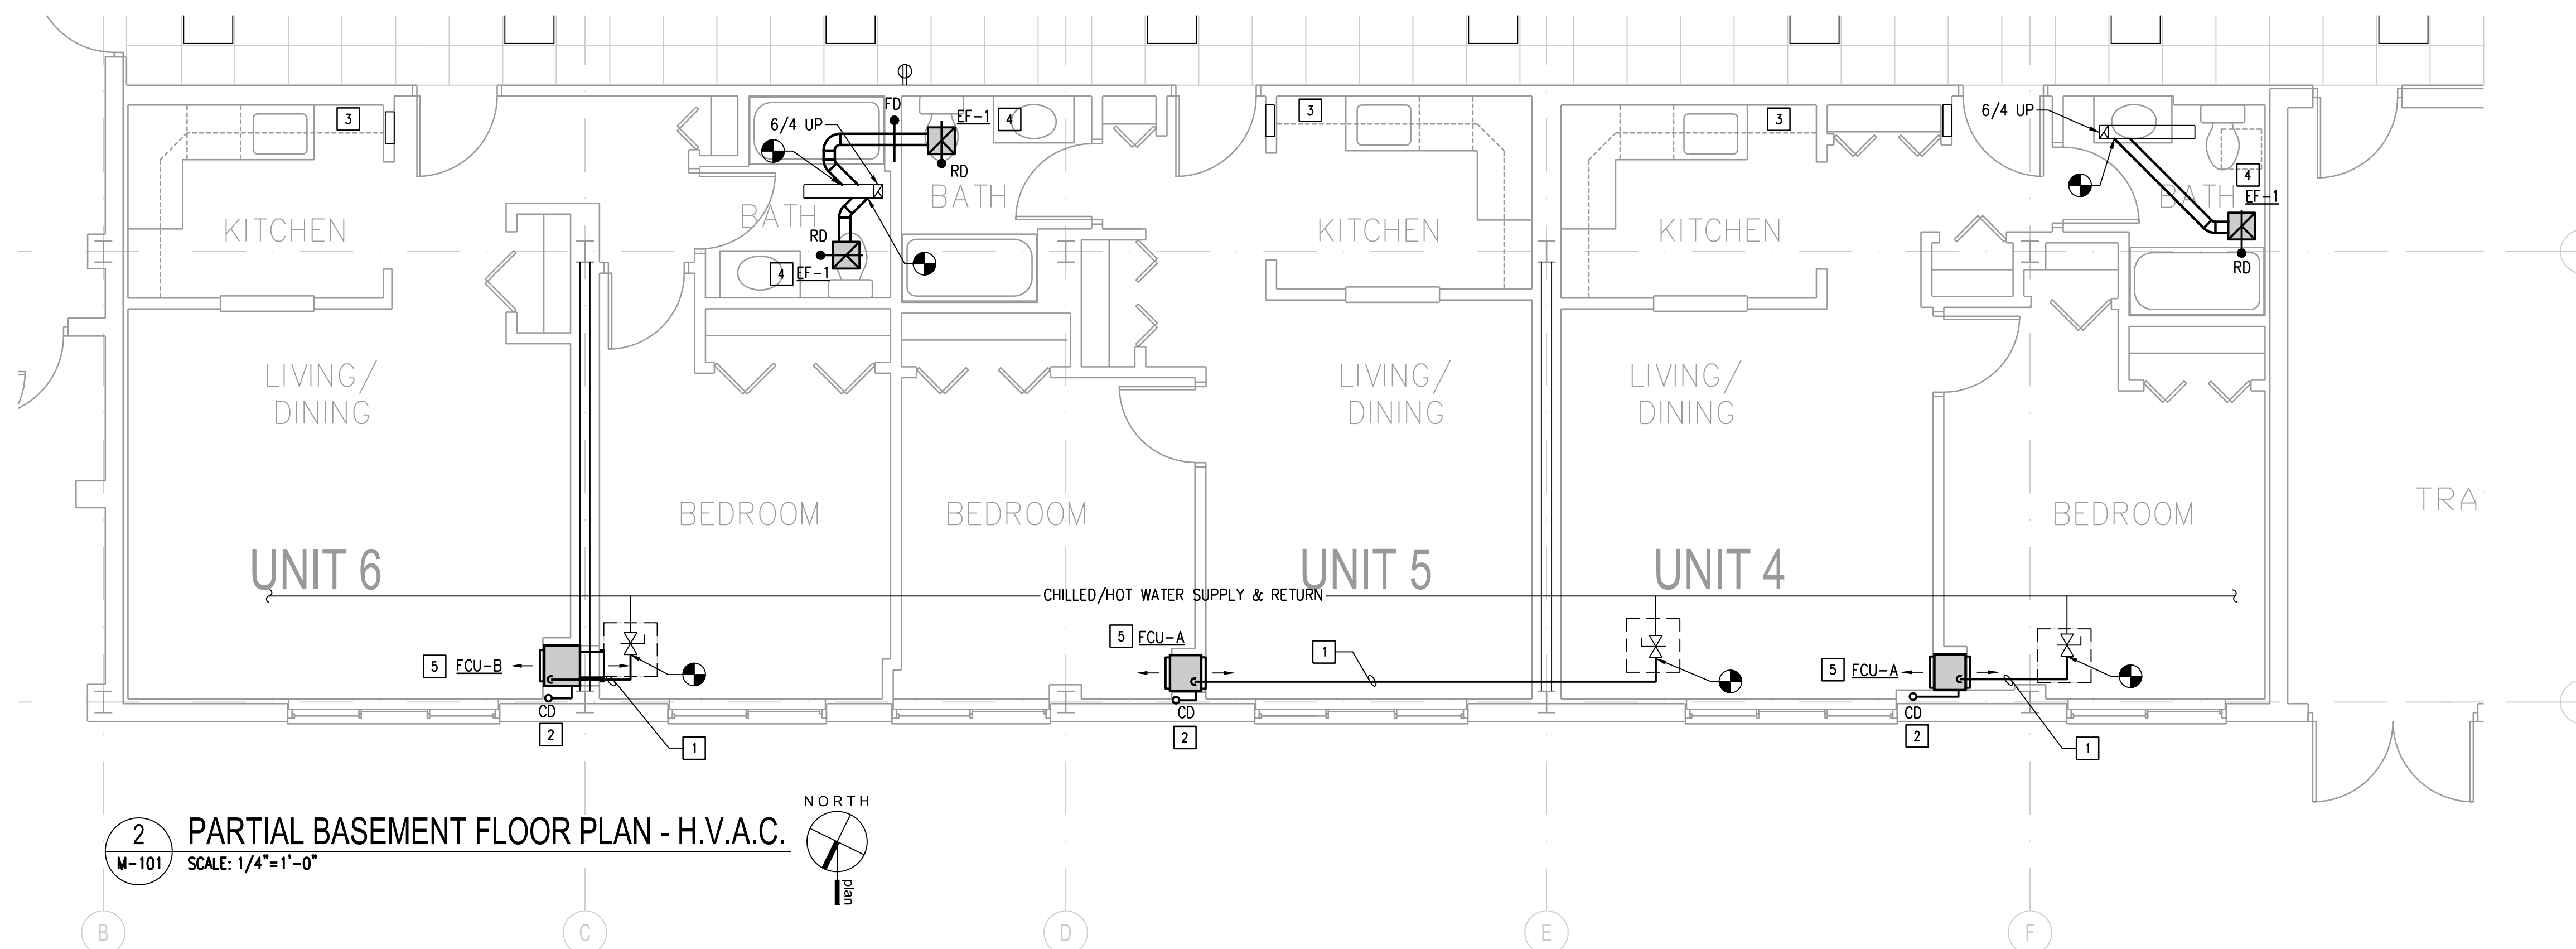 FD
EF-1
4
3
3
3
6/4 UP
6/4 UP
RD
4
BATH
BATH
BATH
EF-1
KITCHEN
KITCHEN
KITCHEN
RD
4
EF-1
RD
LIVING/
DINING
LIVING/
DINING
LIVING/
DINING
BEDROOM
BEDROOM
BEDROOM
TRA
UNIT 6
UNIT 5
UNIT 4
CHILLED/HOT WATER SUPPLY & RETURN
5 FCU-B
5 FCU-A
1
5 FCU-A
CD
2
1
CD
2
CD
2
1
NORTH
plan
2
M-101
PARTIAL BASEMENT FLOOR PLAN - H.V.A.C.
SCALE: 1/4"=1'-0"
B
C
D
E
F